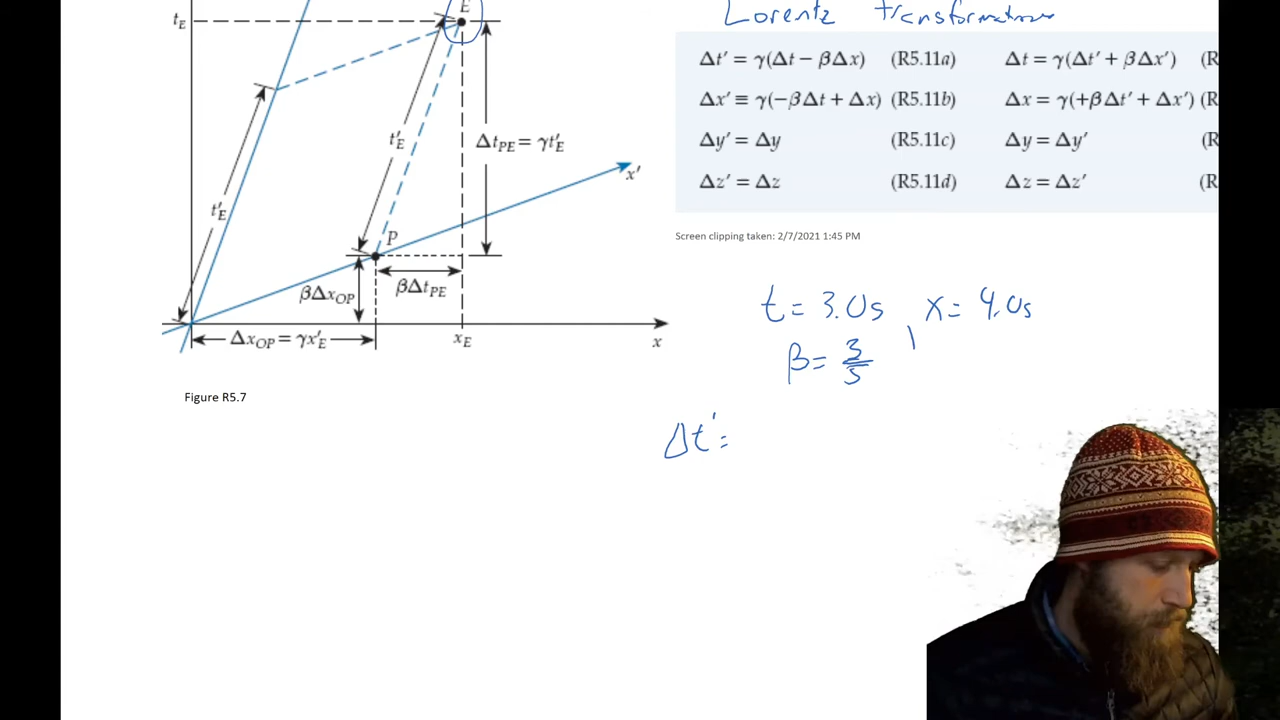 Lorentz transformations
t_E
E
Δt' = γ(Δt − βΔx) (R5.11a) Δt = γ(Δt' + βΔx') (R
Δx' ≡ γ(−βΔt + Δx) (R5.11b) Δx = γ(+βΔt' + Δx') (R
Δy' = Δy (R5.11c) Δy = Δy' (R
Δz' = Δz (R5.11d) Δz = Δz' (R
t'_E
Δt_PE = γt'_E
x'
t'_E
P
Screen clipping taken: 2/7/2021 1:45 PM
βΔx_OP
βΔt_PE
Δx_OP = γx'_E
x_E
x
t = 3.0s x = 4.0s
β = 3/5
Figure R5.7
Δt' =